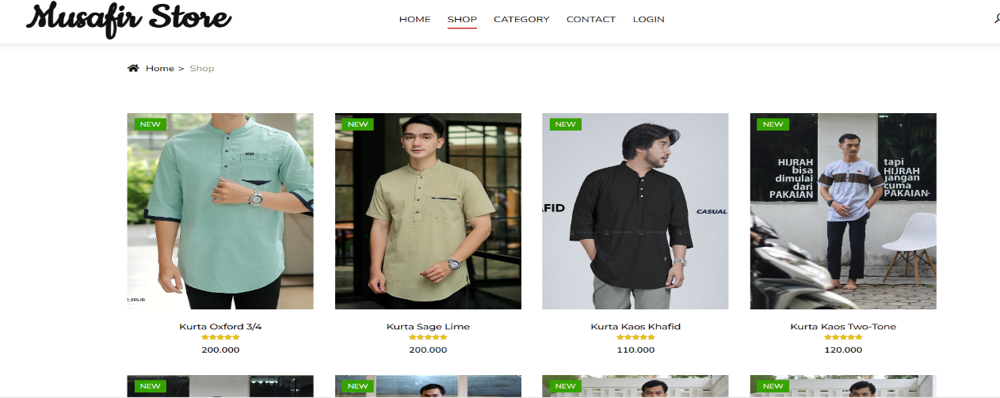 Musafir Store
HOME SHOP CATEGORY CONTACT LOGIN
Home > Shop
NEW
NEW
NEW
NEW
AFID
CASUAL
HIJRAH
bisa
dimulai
dari
PAKAIAN
tapi
HIJRAH
jangan
cuma
PAKAIAN
Kurta Oxford 3/4
200.000
Kurta Sage Lime
200.000
Kurta Kaos Khafid
110.000
Kurta Kaos Two-Tone
120.000
NEW
NEW
NEW
NEW